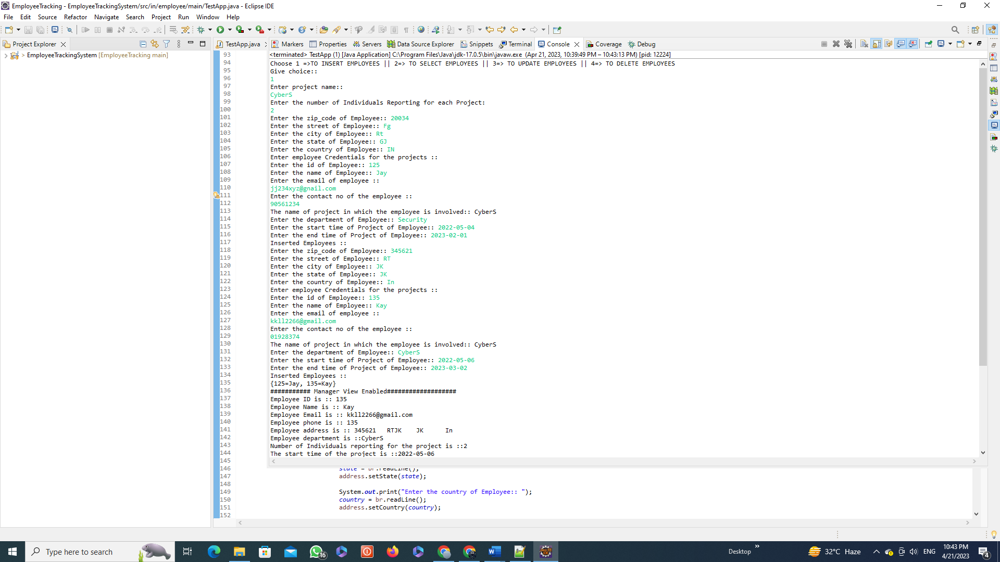 EmployeeTracking - EmployeeTrackingSystem/src/in/employee/main/TestApp.java - Eclipse IDE
File Edit Source Refactor Navigate Search Project Run Window Help
Project Explorer
EmployeeTrackingSystem [EmployeeTracking main]
TestApp.java
Markers Properties Servers Data Source Explorer Snippets Terminal Console Coverage Debug
<terminated> TestApp (1) [Java Application] C:\Program Files\Java\jdk-17.0.5\bin\javaw.exe (Apr 21, 2023, 10:39:49 PM – 10:43:13 PM) [pid: 12224]
93
94
95
96
97
98
99
100
101
102
103
104
105
106
107
108
109
110
111
112
113
114
115
116
117
118
119
120
121
122
123
124
125
126
127
128
129
130
131
132
133
134
135
136
137
138
139
140
141
142
143
144
145
146
147
148
149
150
151
152
Choose 1 =>TO INSERT EMPLOYEES || 2=> TO SELECT EMPLOYEES || 3=> TO UPDATE EMPLOYEES || 4=> TO DELETE EMPLOYEES
Give choice::
1
Enter project name::
CyberS
Enter the number of Individuals Reporting for each Project:
2
Enter the zip_code of Employee:: 20034
Enter the street of Employee:: Fg
Enter the city of Employee:: Rt
Enter the state of Employee:: GJ
Enter the country of Employee:: IN
Enter employee Credentials for the projects ::
Enter the id of Employee:: 125
Enter the name of Employee:: Jay
Enter the email of employee ::
jj234xyz@gnail.com
Enter the contact no of the employee ::
90561234
The name of project in which the employee is involved:: CyberS
Enter the department of Employee:: Security
Enter the start time of Project of Employee:: 2022-05-04
Enter the end time of Project of Employee:: 2023-02-01
Inserted Employees ::
Enter the zip_code of Employee:: 345621
Enter the street of Employee:: RT
Enter the city of Employee:: JK
Enter the state of Employee:: JK
Enter the country of Employee:: In
Enter employee Credentials for the projects ::
Enter the id of Employee:: 135
Enter the name of Employee:: Kay
Enter the email of employee ::
kkll2266@gmail.com
Enter the contact no of the employee ::
01928374
The name of project in which the employee is involved:: CyberS
Enter the department of Employee:: CyberS
Enter the start time of Project of Employee:: 2022-05-06
Enter the end time of Project of Employee:: 2023-03-02
Inserted Employees ::
{125=Jay, 135=Kay}
########### Manager View Enabled###################
Employee ID is :: 135
Employee Name is :: Kay
Employee Email is :: kkll2266@gmail.com
Employee phone is :: 135
Employee address is :: 345621 RTJK JK In
Employee department is ::CyberS
Number of Individuals reporting for the project is ::2
The start time of the project is ::2022-05-06
state = br.readLine();
address.setState(state);
System.out.print("Enter the country of Employee:: ");
country = br.readLine();
address.setCountry(country);
Type here to search
16
Desktop
32°C Haze
ENG
10:43 PM
4/21/2023
4